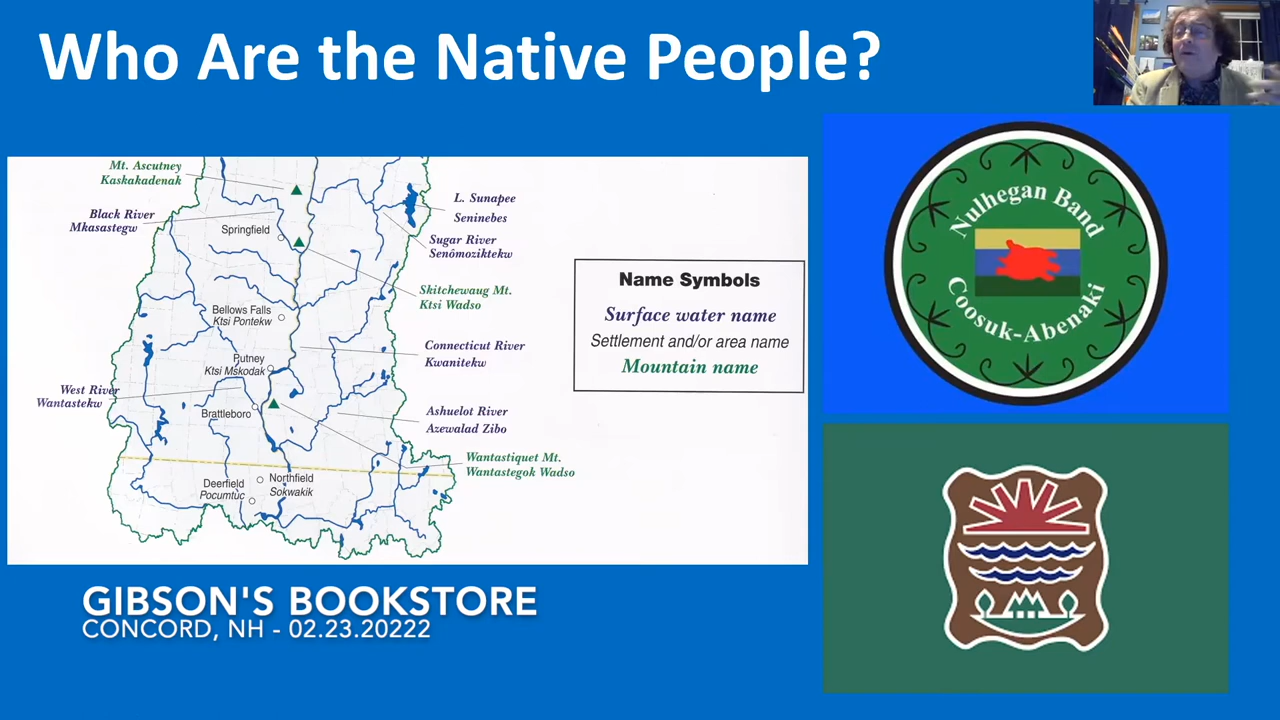 Who Are the Native People?
Mt. Ascutney
Kaskakadenak
Black River
Mkasastegw
Springfield
L. Sunapee
Seninebes
Sugar River
Senômoziktekw
Skitchewaug Mt.
Ktsi Wadso
Bellows Falls
Ktsi Pontekw
Connecticut River
Kwanitekw
Putney
Ktsi Mskodak
West River
Wantastekw
Brattleboro
Ashuelot River
Azewalad Zibo
Wantastiquet Mt.
Wantastegok Wadso
Northfield
Sokwakik
Deerfield
Pocumtuc
Name Symbols
Surface water name
Settlement and/or area name
Mountain name
Nulhegan Band
Coosuk-Abenaki
GIBSON'S BOOKSTORE
CONCORD, NH - 02.23.20222